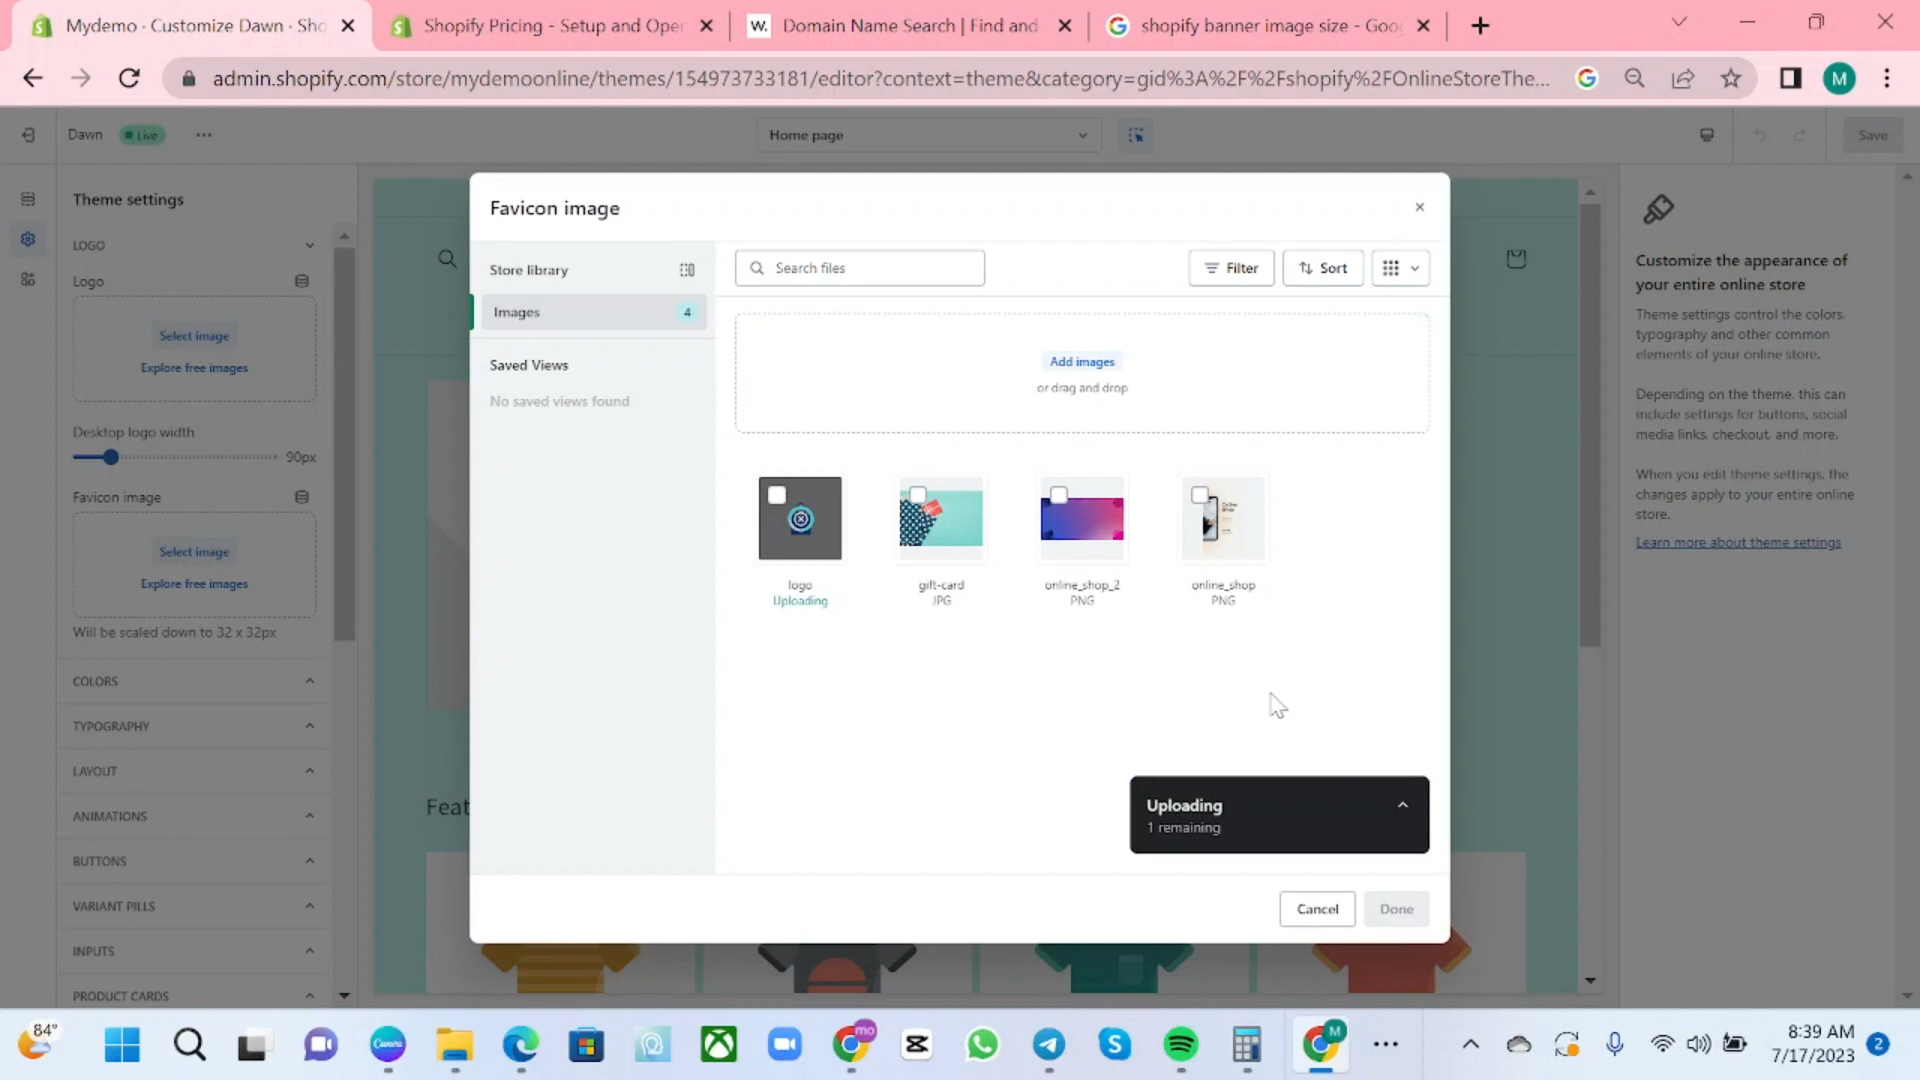 Mydemo · Customize Dawn · Sho
Shopify Pricing - Setup and Oper
W.
Domain Name Search | Find and
shopify banner image size - Goo
admin.shopify.com/store/mydemoonline/themes/154973733181/editor?context=theme&category=gid%3A%2F%2Fshopify%2FOnlineStoreThe...
M
Dawn
Live
Home page
Save
Theme settings
LOGO
Logo
Select image
Explore free images
Desktop logo width
90px
Favicon image
Select image
Explore free images
Will be scaled down to 32 x 32px
COLORS
TYPOGRAPHY
LAYOUT
ANIMATIONS
BUTTONS
VARIANT PILLS
INPUTS
PRODUCT CARDS
Feat
Favicon image
Store library
Images
4
Saved Views
No saved views found
Search files
Filter
Sort
Add images
or drag and drop
logo
Uploading
gift-card
JPG
online_shop_2
PNG
online_shop
PNG
Uploading
1 remaining
Cancel
Done
Customize the appearance of
your entire online store
Theme settings control the colors,
typography and other common
elements of your online store.
Depending on the theme, this can
include settings for buttons, social
media links, checkout, and more.
When you edit theme settings, the
changes apply to your entire online
store.
Learn more about theme settings
84°
Canva
mo
M
8:39 AM
7/17/2023
2